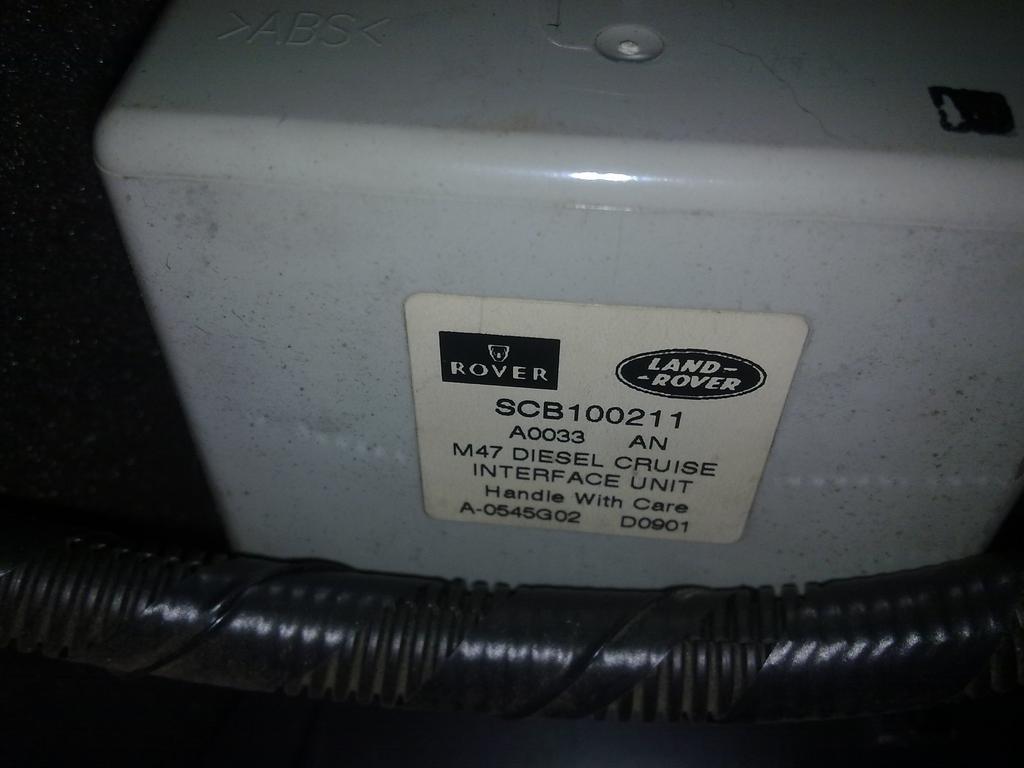 >ABS<
ROVER
LAND-
-ROVER
SCB100211
A0033 AN
M47 DIESEL CRUISE
INTERFACE UNIT
Handle With Care
A-0545G02 D0901